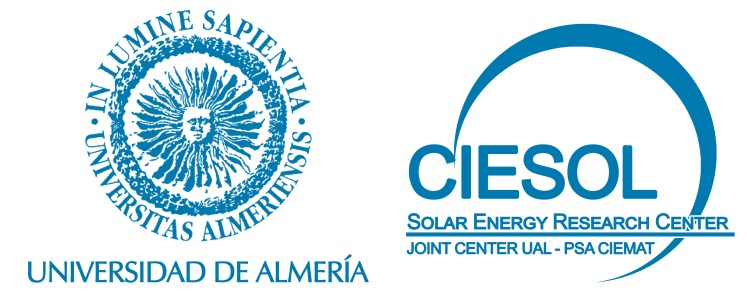 · IN LUMINE SAPIENTIA ·
UNIVERSITAS ALMERIENSIS
UNIVERSIDAD DE ALMERÍA
CIESOL
SOLAR ENERGY RESEARCH CENTER
JOINT CENTER UAL - PSA CIEMAT